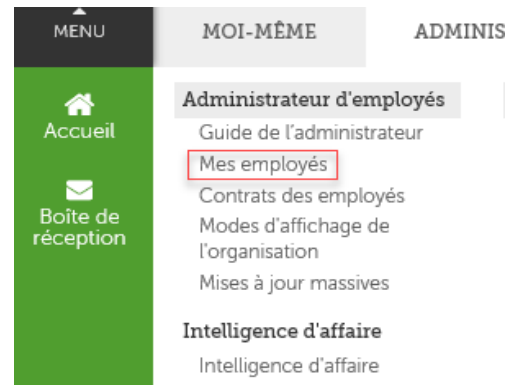 MENU
MOI-MÊME
ADMINIS
Accueil
Boîte de
réception
Administrateur d'employés
Guide de l'administrateur
Mes employés
Contrats des employés
Modes d'affichage de
l'organisation
Mises à jour massives
Intelligence d'affaire
Intelligence d'affaire